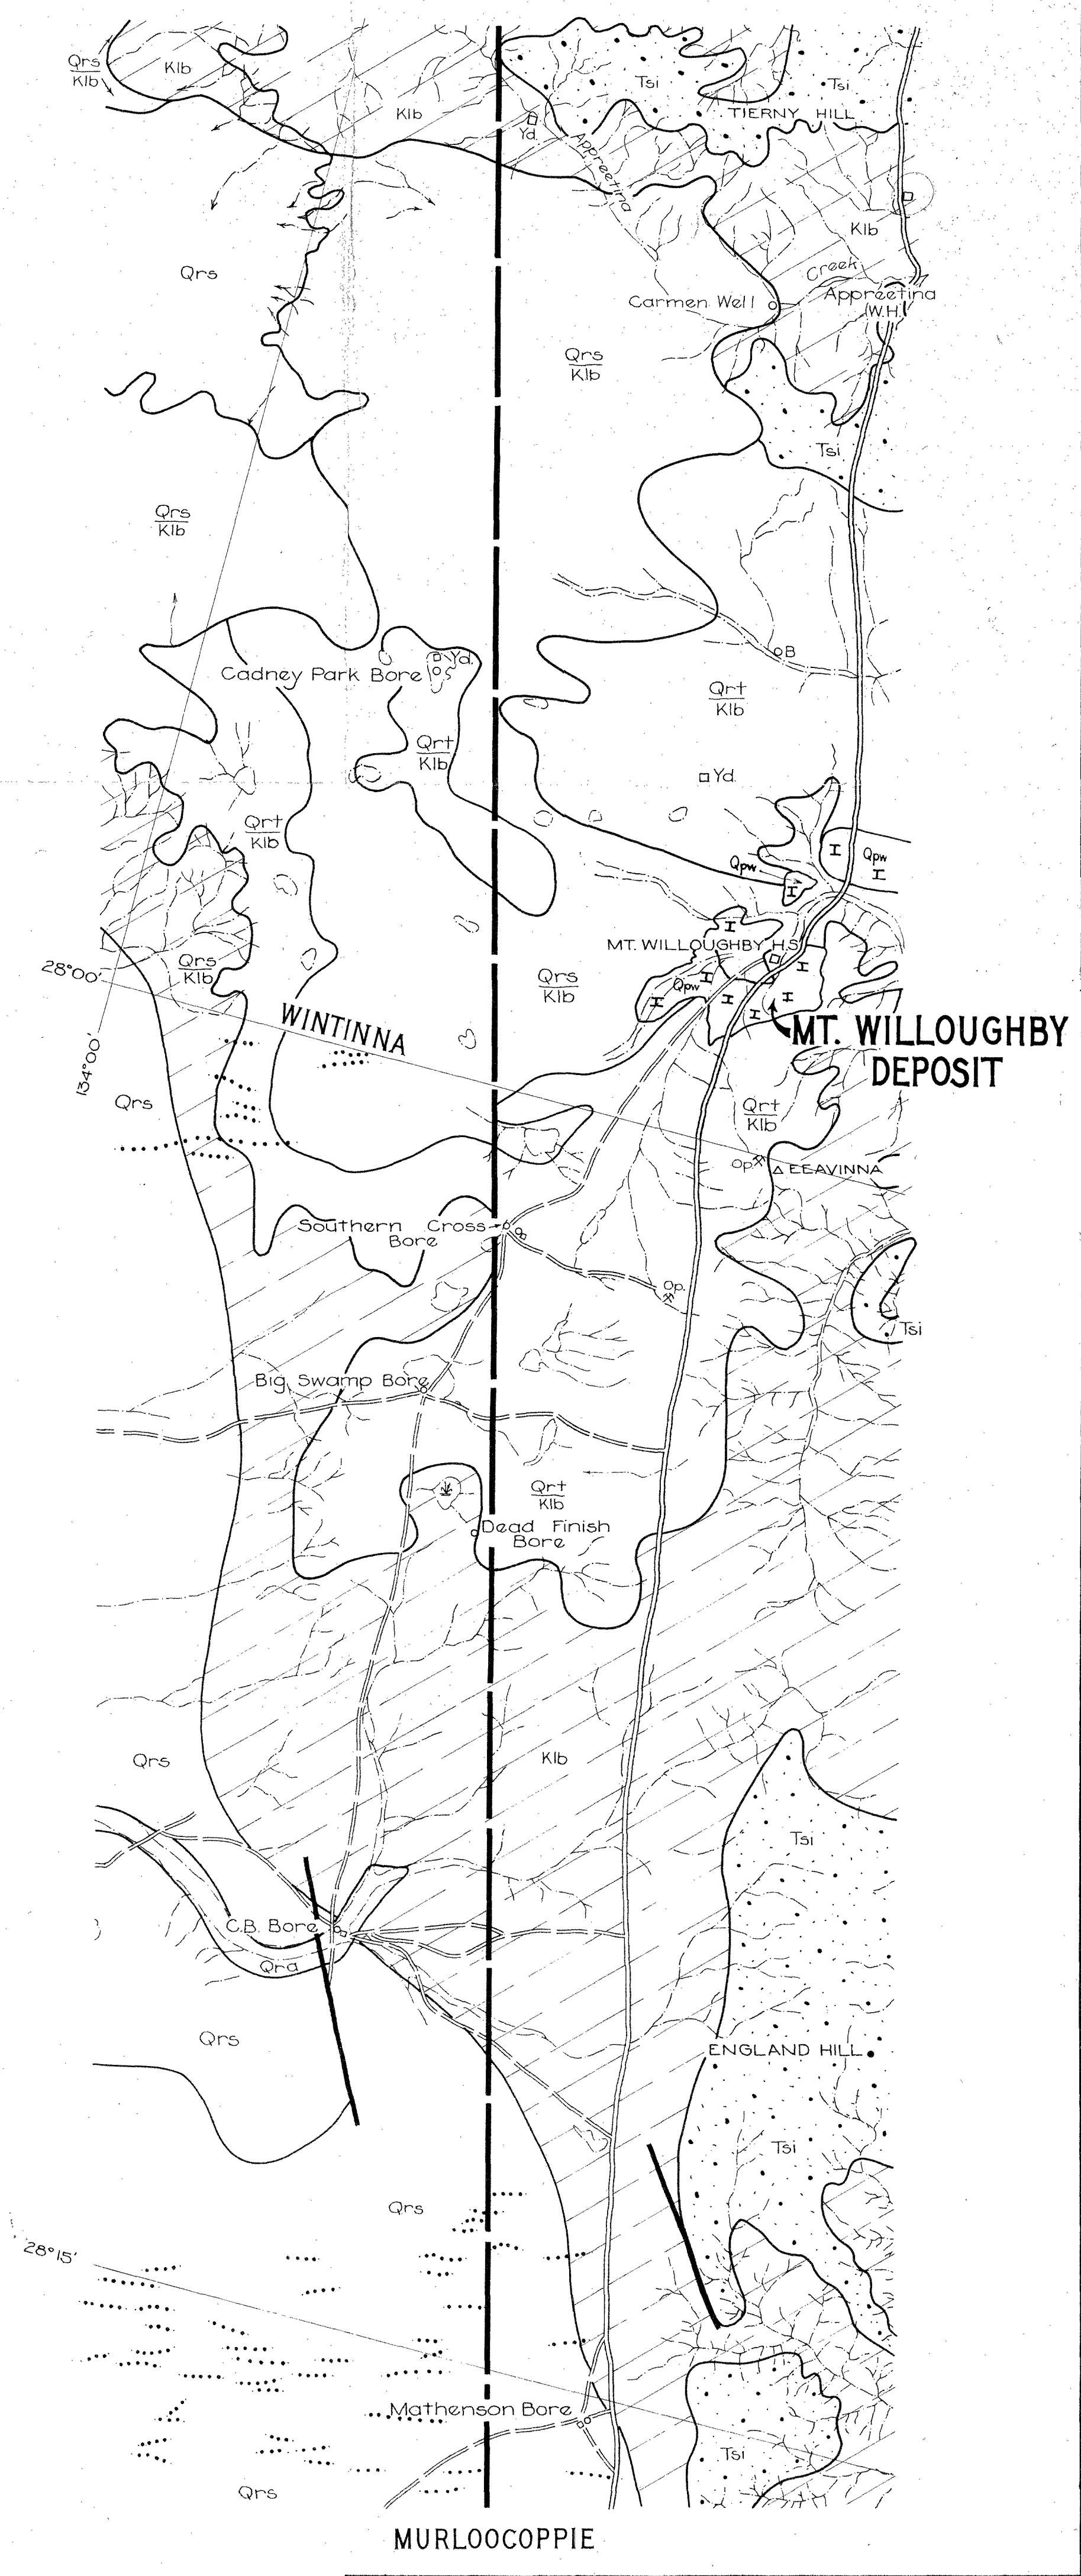 Qrs
Klb
Klb
Klb
Tsi
Tsi
TIERNY HILL
Yd.
Appreetina
Klb
Creek
Qrs
Carmen Well
Appreetina
(W.H.)
Qrs
Klb
Tsi
Qrs
Klb
B
Yd.
Cadney Park Bore
Qrt
Klb
Qrt
Klb
Yd.
Qrt
Klb
I
Qpw
I
Qpw
I
I
MT. WILLOUGHBY H.S.
28°00'
Qrs
Klb
Qrs
Klb
Qpw
I
I
I
I
I
I
WINTINNA
MT. WILLOUGHBY
DEPOSIT
134°00'
Qrs
Qrt
Klb
Op.
EEAVINNA
Southern Cross
Bore
Op.
Tsi
Big Swamp Bore
Qrt
Klb
Dead Finish
Bore
Qrs
Klb
Tsi
C.B. Bore
Qra
Qrs
ENGLAND HILL
Tsi
Qrs
28°15'
Mathenson Bore
Tsi
Qrs
MURLOOCOPPIE